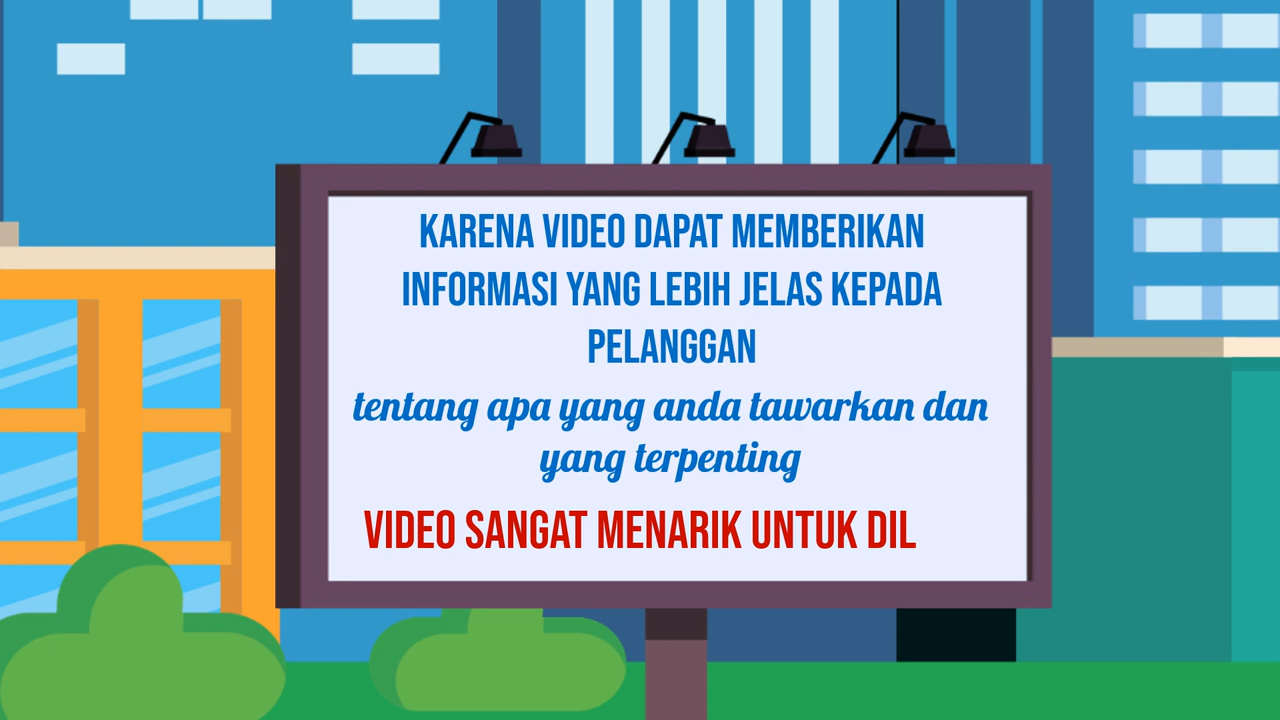 KARENA VIDEO DAPAT MEMBERIKAN
INFORMASI YANG LEBIH JELAS KEPADA
PELANGGAN
tentang apa yang anda tawarkan dan
yang terpenting
VIDEO SANGAT MENARIK UNTUK DIL